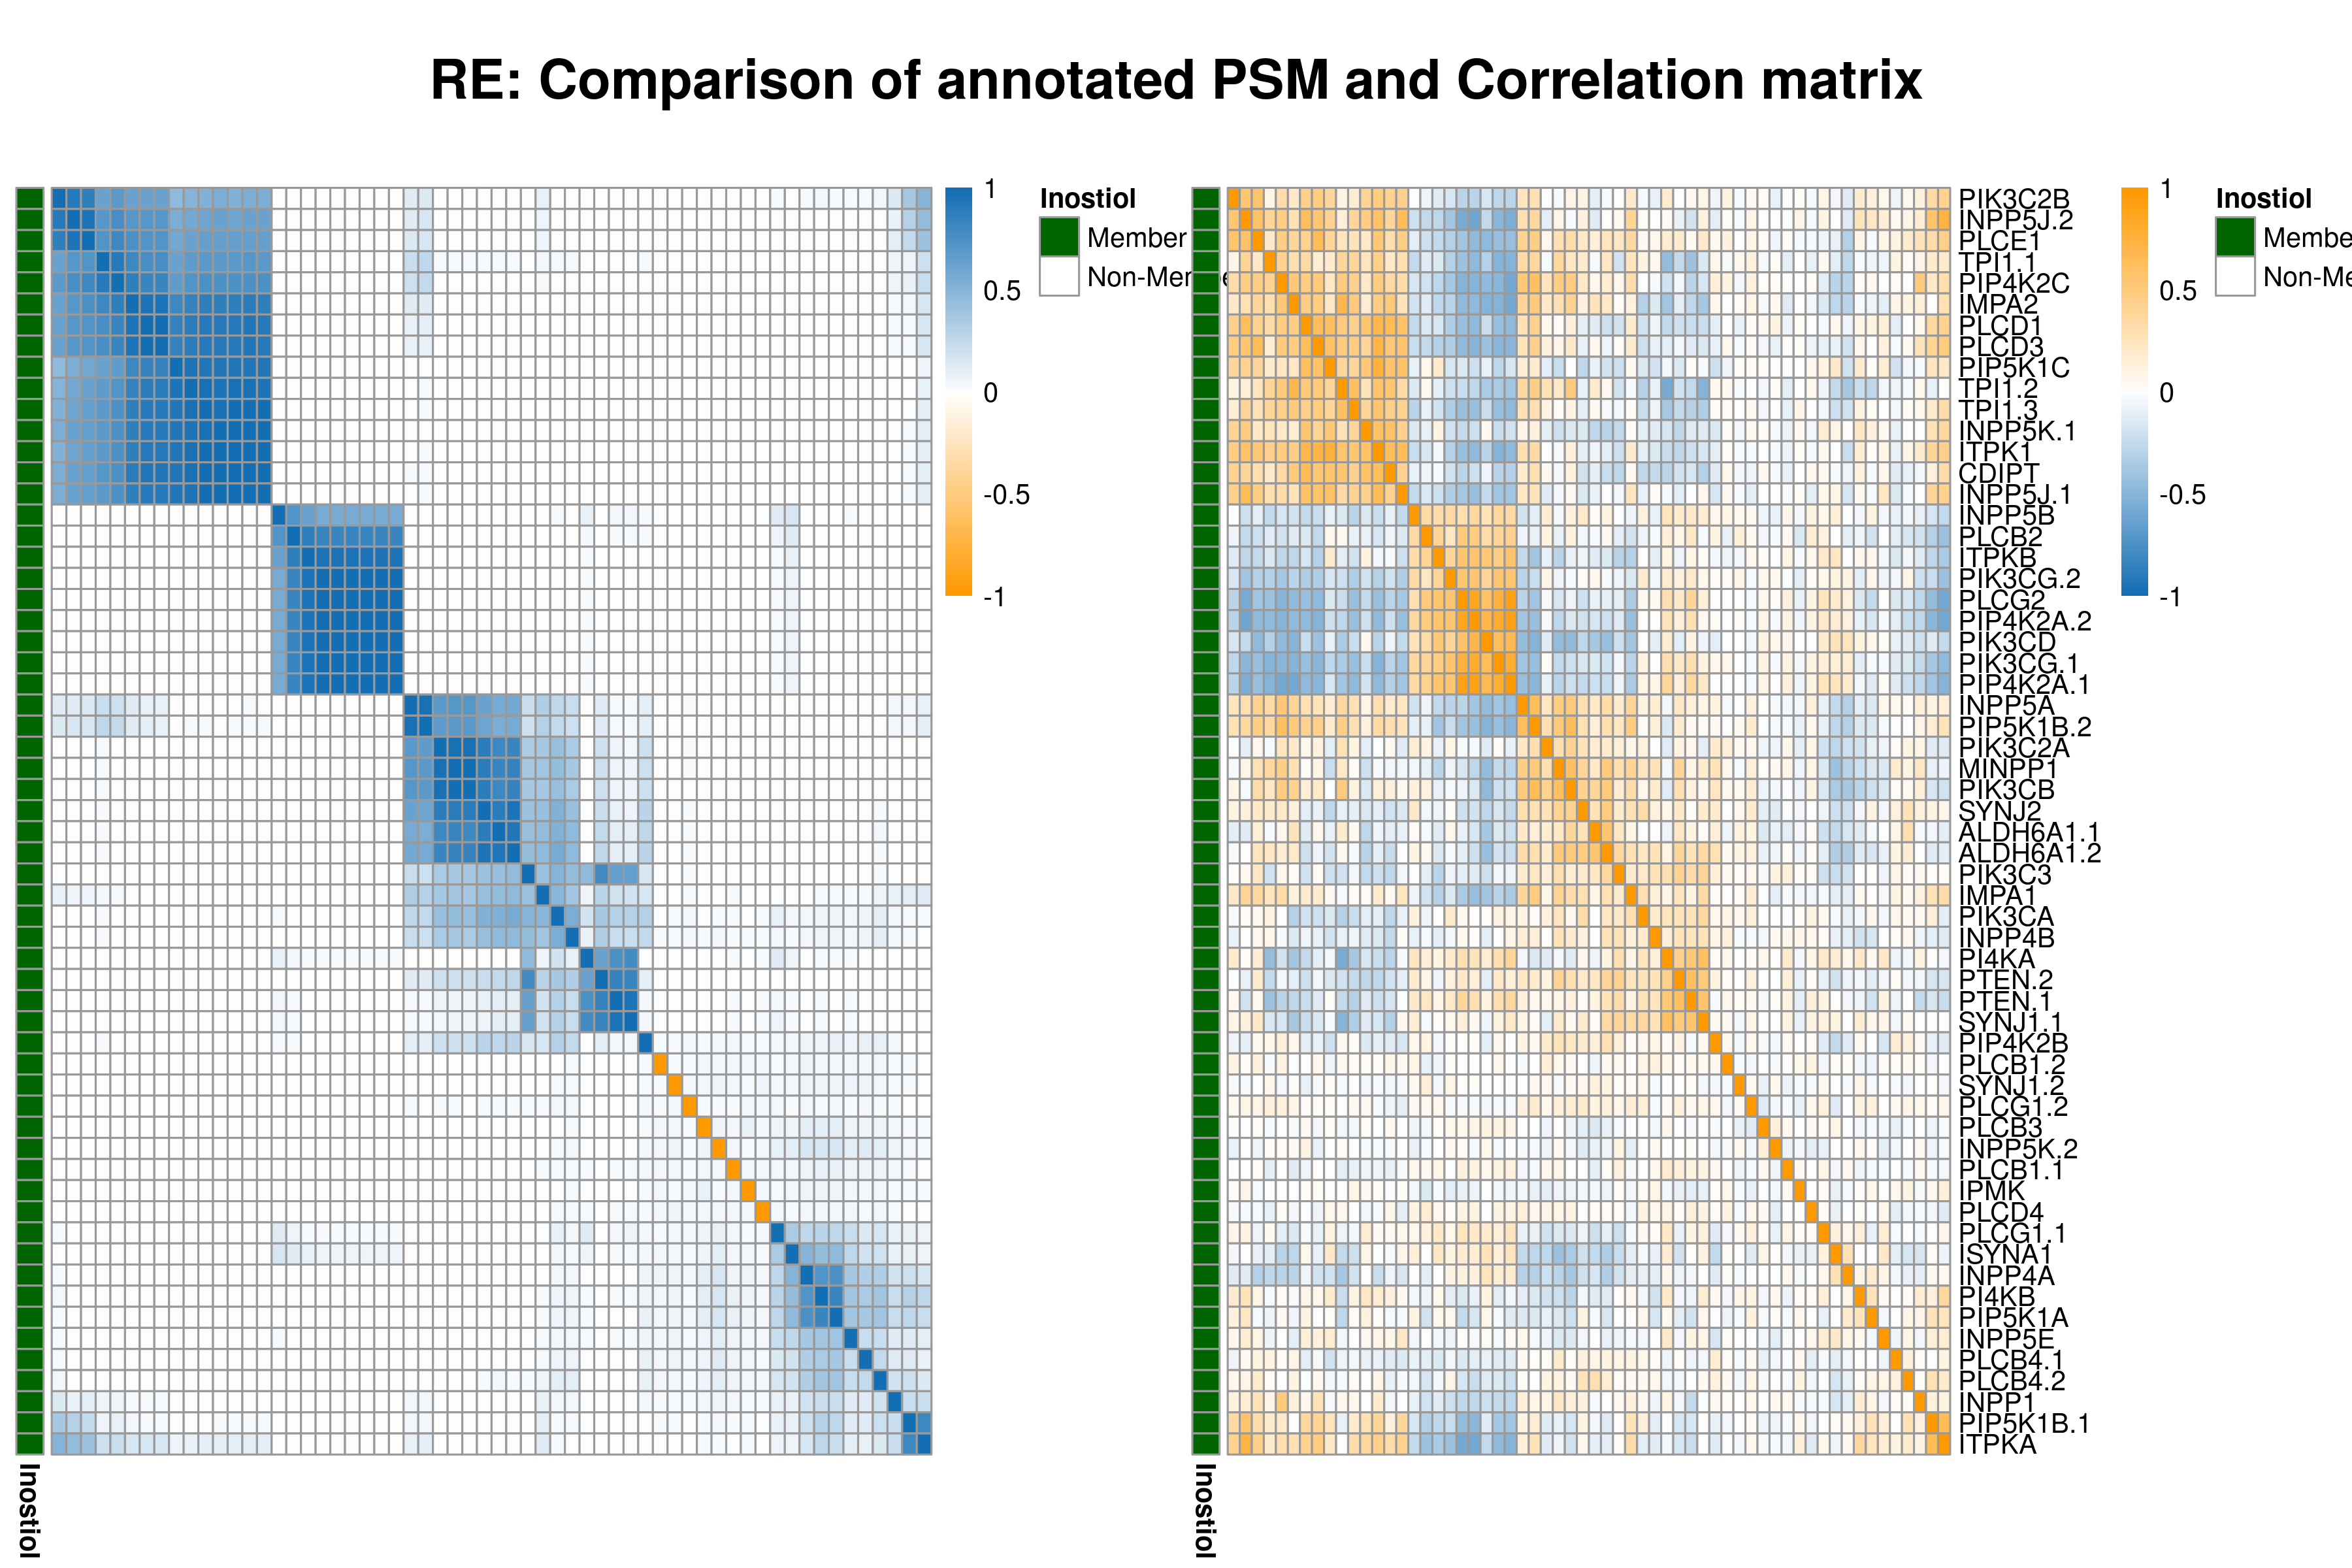 RE: Comparison of annotated PSM and Correlation matrix
1
0.5
0
-0.5
-1
Inostiol
Member
Non-Mem
Inostiol
PIK3C2B
INPP5J.2
PLCE1
TPI1.1
PIP4K2C
IMPA2
PLCD1
PLCD3
PIP5K1C
TPI1.2
TPI1.3
INPP5K.1
ITPK1
CDIPT
INPP5J.1
INPP5B
PLCB2
ITPKB
PIK3CG.2
PLCG2
PIP4K2A.2
PIK3CD
PIK3CG.1
PIP4K2A.1
INPP5A
PIP5K1B.2
PIK3C2A
MINPP1
PIK3CB
SYNJ2
ALDH6A1.1
ALDH6A1.2
PIK3C3
IMPA1
PIK3CA
INPP4B
PI4KA
PTEN.2
PTEN.1
SYNJ1.1
PIP4K2B
PLCB1.2
SYNJ1.2
PLCG1.2
PLCB3
INPP5K.2
PLCB1.1
IPMK
PLCD4
PLCG1.1
ISYNA1
INPP4A
PI4KB
PIP5K1A
INPP5E
PLCB4.1
PLCB4.2
INPP1
PIP5K1B.1
ITPKA
1
0.5
0
-0.5
-1
Inostiol
Membe
Non-Me
Inostiol